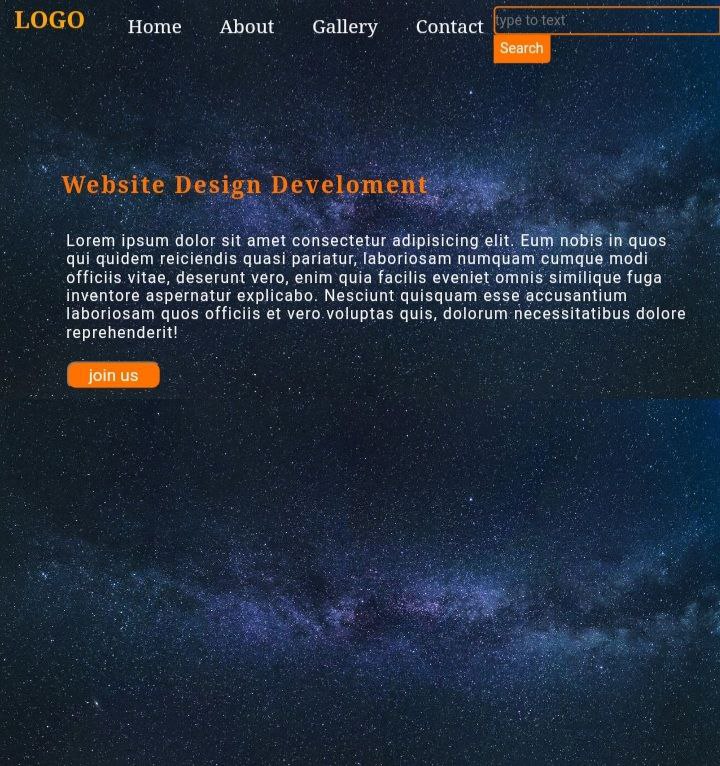 LOGO
Home About Gallery Contact
type to text
Search
Website Design Develoment
Lorem ipsum dolor sit amet consectetur adipisicing elit. Eum nobis in quos
qui quidem reiciendis quasi pariatur, laboriosam numquam cumque modi
officiis vitae, deserunt vero, enim quia facilis eveniet omnis similique fuga
inventore aspernatur explicabo. Nesciunt quisquam esse accusantium
laboriosam quos officiis et vero voluptas quis, dolorum necessitatibus dolore
reprehenderit!
join us